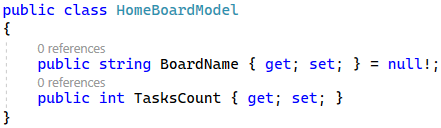 public class HomeBoardModel
{
0 references
public string BoardName { get; set; } = null!;
0 references
public int TasksCount { get; set; }
}